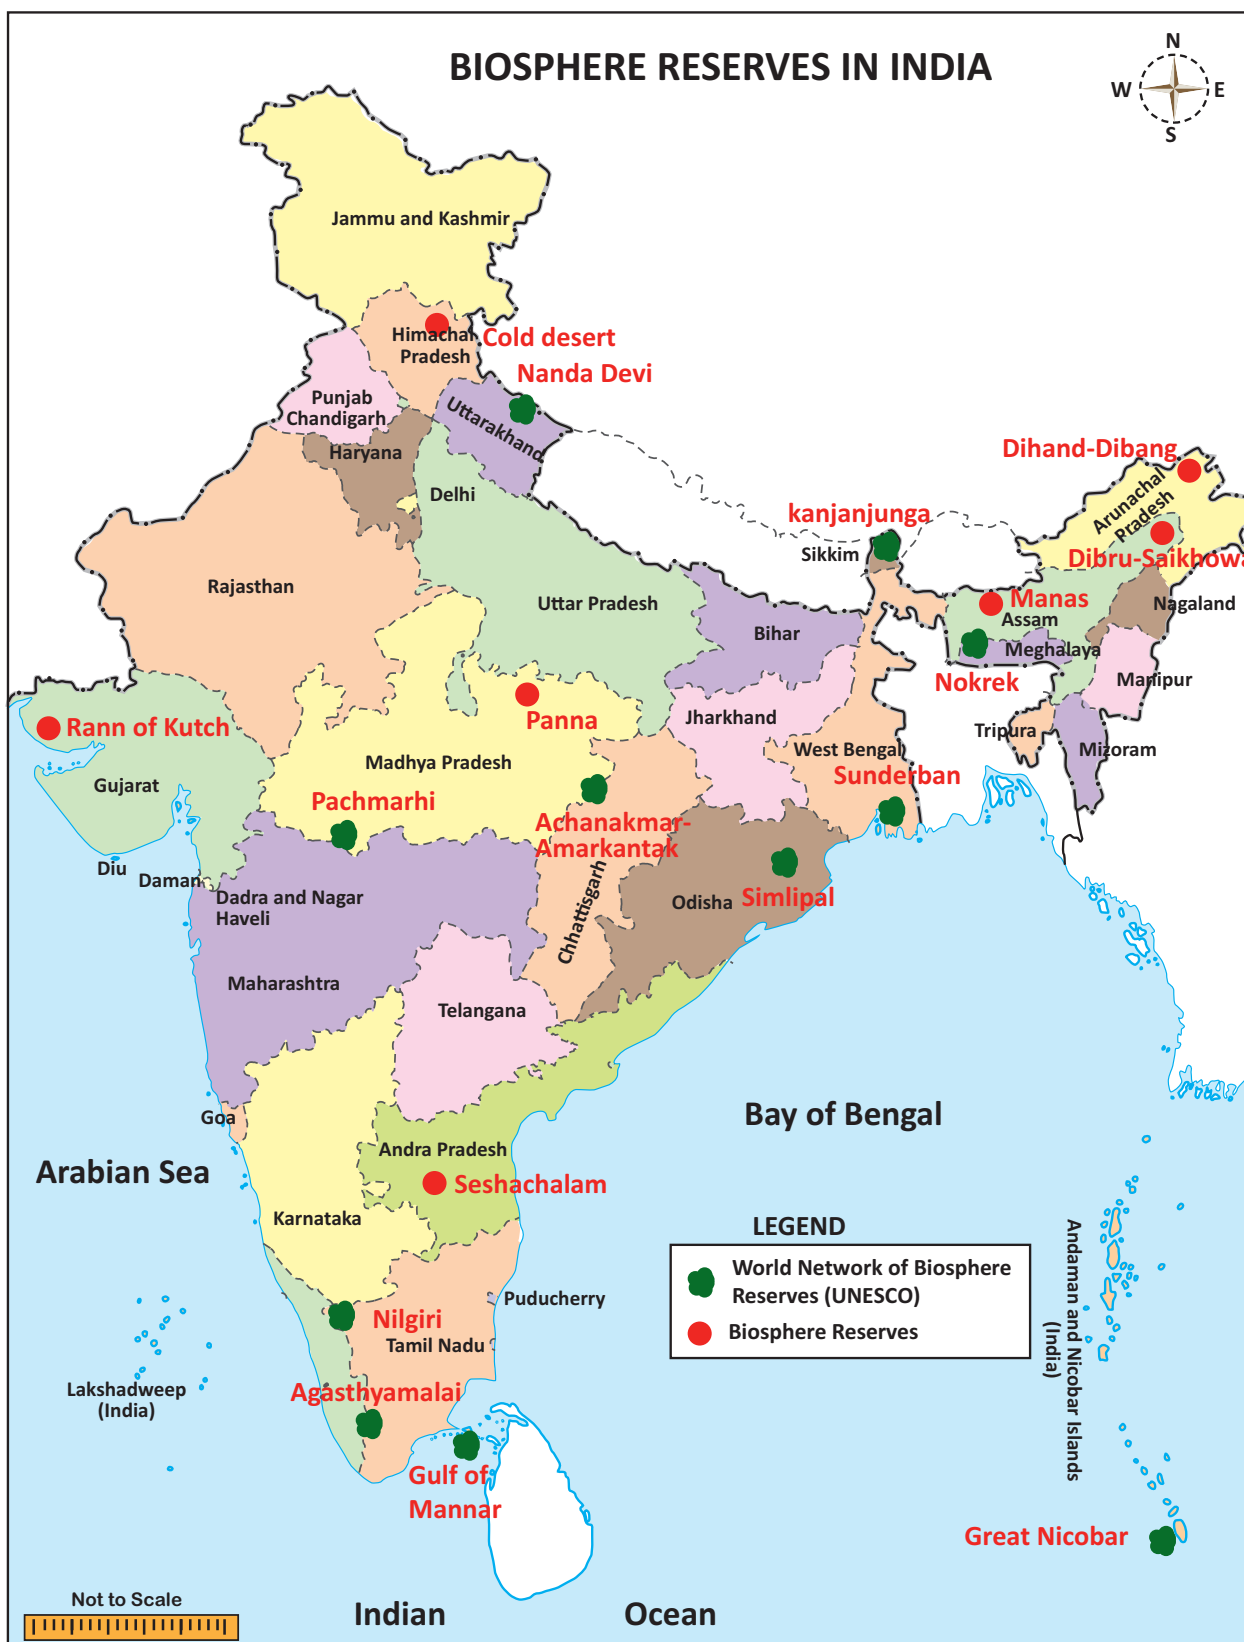 BIOSPHERE RESERVES IN INDIA
N
W E
S
Jammu and Kashmir
Himachal
Pradesh
Cold desert
Nanda Devi
Punjab
Chandigarh
Uttarakhand
Haryana
Delhi
Dihand-Dibang
Arunachal
Pradesh
kanjanjunga
Sikkim
Dibru-Saikhowa
Rajasthan
Uttar Pradesh
Manas
Assam
Nagaland
Bihar
Meghalaya
Nokrek
Manipur
Rann of Kutch
Panna
Jharkhand
Tripura
Mizoram
West Bengal
Madhya Pradesh
Gujarat
Sunderban
Pachmarhi
Achanakmar-
Amarkantak
Diu
Daman
Dadra and Nagar
Haveli
Chhattisgarh
Odisha
Simlipal
Maharashtra
Telangana
Goa
Bay of Bengal
Andra Pradesh
Arabian Sea
Seshachalam
Karnataka
LEGEND
World Network of Biosphere
Reserves (UNESCO)
Biosphere Reserves
Andaman and Nicobar Islands
(India)
Puducherry
Nilgiri
Tamil Nadu
Lakshadweep
(India)
Agasthyamalai
Gulf of
Mannar
Great Nicobar
Not to Scale
Indian Ocean